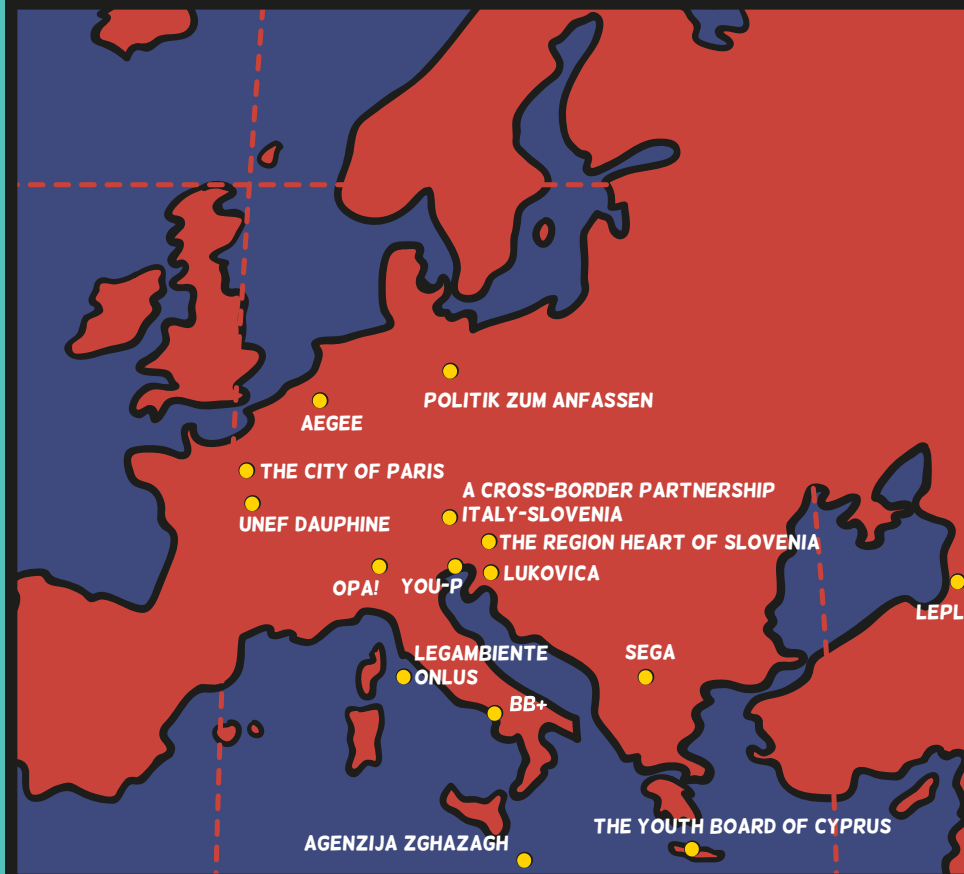 POLITIK ZUM ANFASSEN
AEGEE
THE CITY OF PARIS
A CROSS-BORDER PARTNERSHIP
ITALY-SLOVENIA
UNEF DAUPHINE
THE REGION HEART OF SLOVENIA
LUKOVICA
OPA!
YOU-P
LEPL
LEGAMBIENTE
ONLUS
SEGA
BB+
THE YOUTH BOARD OF CYPRUS
AGENZIJA ZGHAZAGH